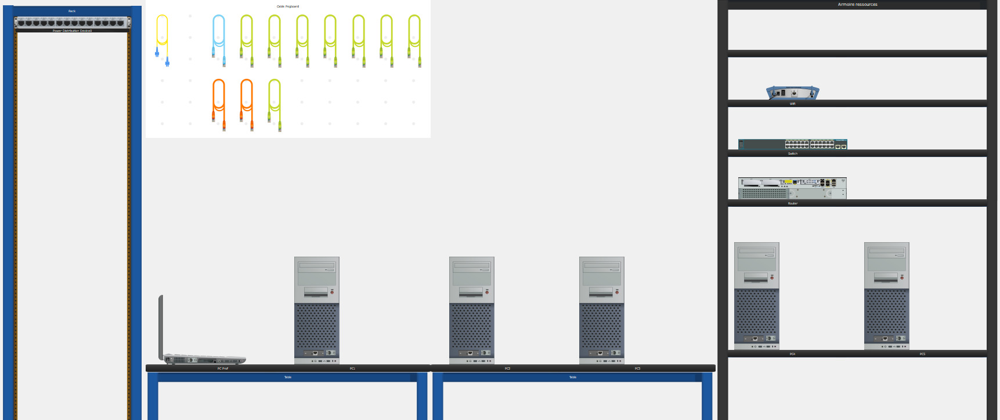 Rack
Power Distribution Device0
Cable Pegboard
Armoire ressources
Wifi
Switch
Router
PC4
PC5
PC Prof
PC1
PC2
PC3
Table
Table